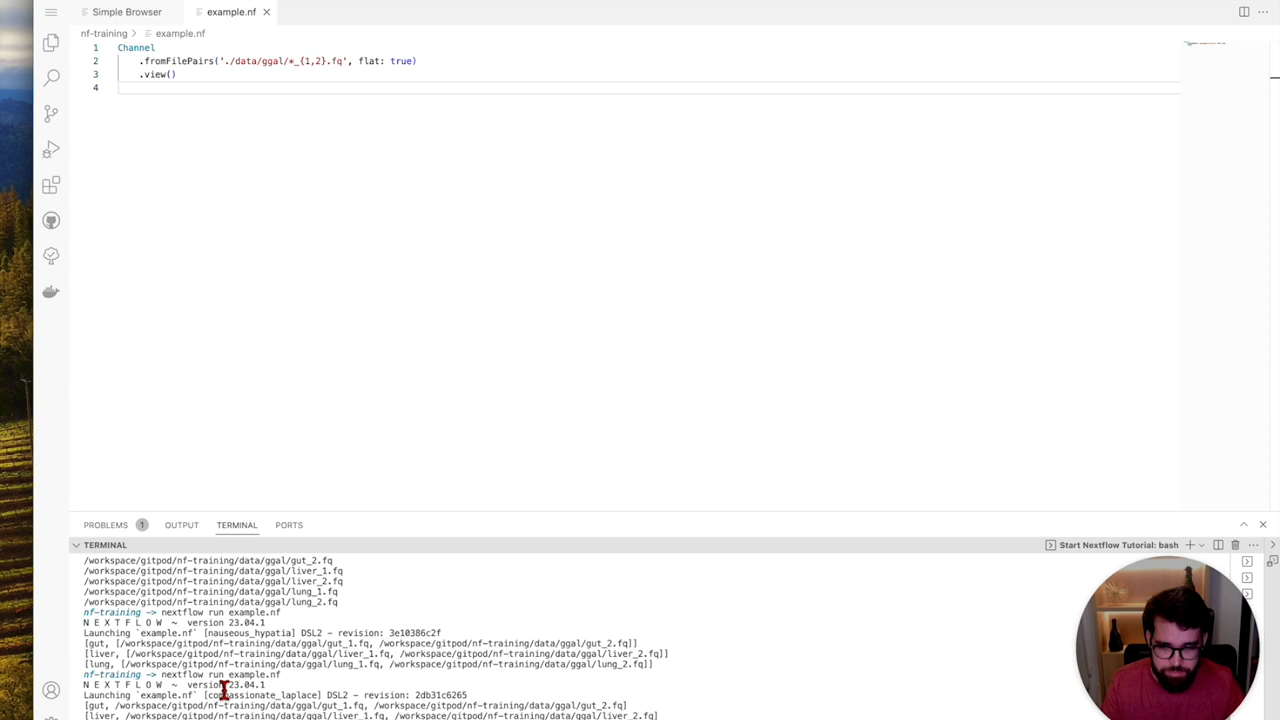 Simple Browser
example.nf
nf-training > example.nf
1 Channel
2 .fromFilePairs('./data/ggal/*_{1,2}.fq', flat: true)
3 .view()
4
PROBLEMS 1 OUTPUT TERMINAL PORTS
TERMINAL
Start Nextflow Tutorial: bash
/workspace/gitpod/nf-training/data/ggal/gut_2.fq
/workspace/gitpod/nf-training/data/ggal/liver_1.fq
/workspace/gitpod/nf-training/data/ggal/liver_2.fq
/workspace/gitpod/nf-training/data/ggal/lung_1.fq
/workspace/gitpod/nf-training/data/ggal/lung_2.fq
nf-training -> nextflow run example.nf
N E X T F L O W ~ version 23.04.1
Launching `example.nf` [nauseous_hypatia] DSL2 - revision: 3e10386c2f
[gut, [/workspace/gitpod/nf-training/data/ggal/gut_1.fq, /workspace/gitpod/nf-training/data/ggal/gut_2.fq]]
[liver, [/workspace/gitpod/nf-training/data/ggal/liver_1.fq, /workspace/gitpod/nf-training/data/ggal/liver_2.fq]]
[lung, [/workspace/gitpod/nf-training/data/ggal/lung_1.fq, /workspace/gitpod/nf-training/data/ggal/lung_2.fq]]
nf-training -> nextflow run example.nf
N E X T F L O W ~ version 23.04.1
Launching `example.nf` [compassionate_laplace] DSL2 - revision: 2db31c6265
[gut, /workspace/gitpod/nf-training/data/ggal/gut_1.fq, /workspace/gitpod/nf-training/data/ggal/gut_2.fq]
[liver, /workspace/gitpod/nf-training/data/ggal/liver_1.fq, /workspace/gitpod/nf-training/data/ggal/liver_2.fq]